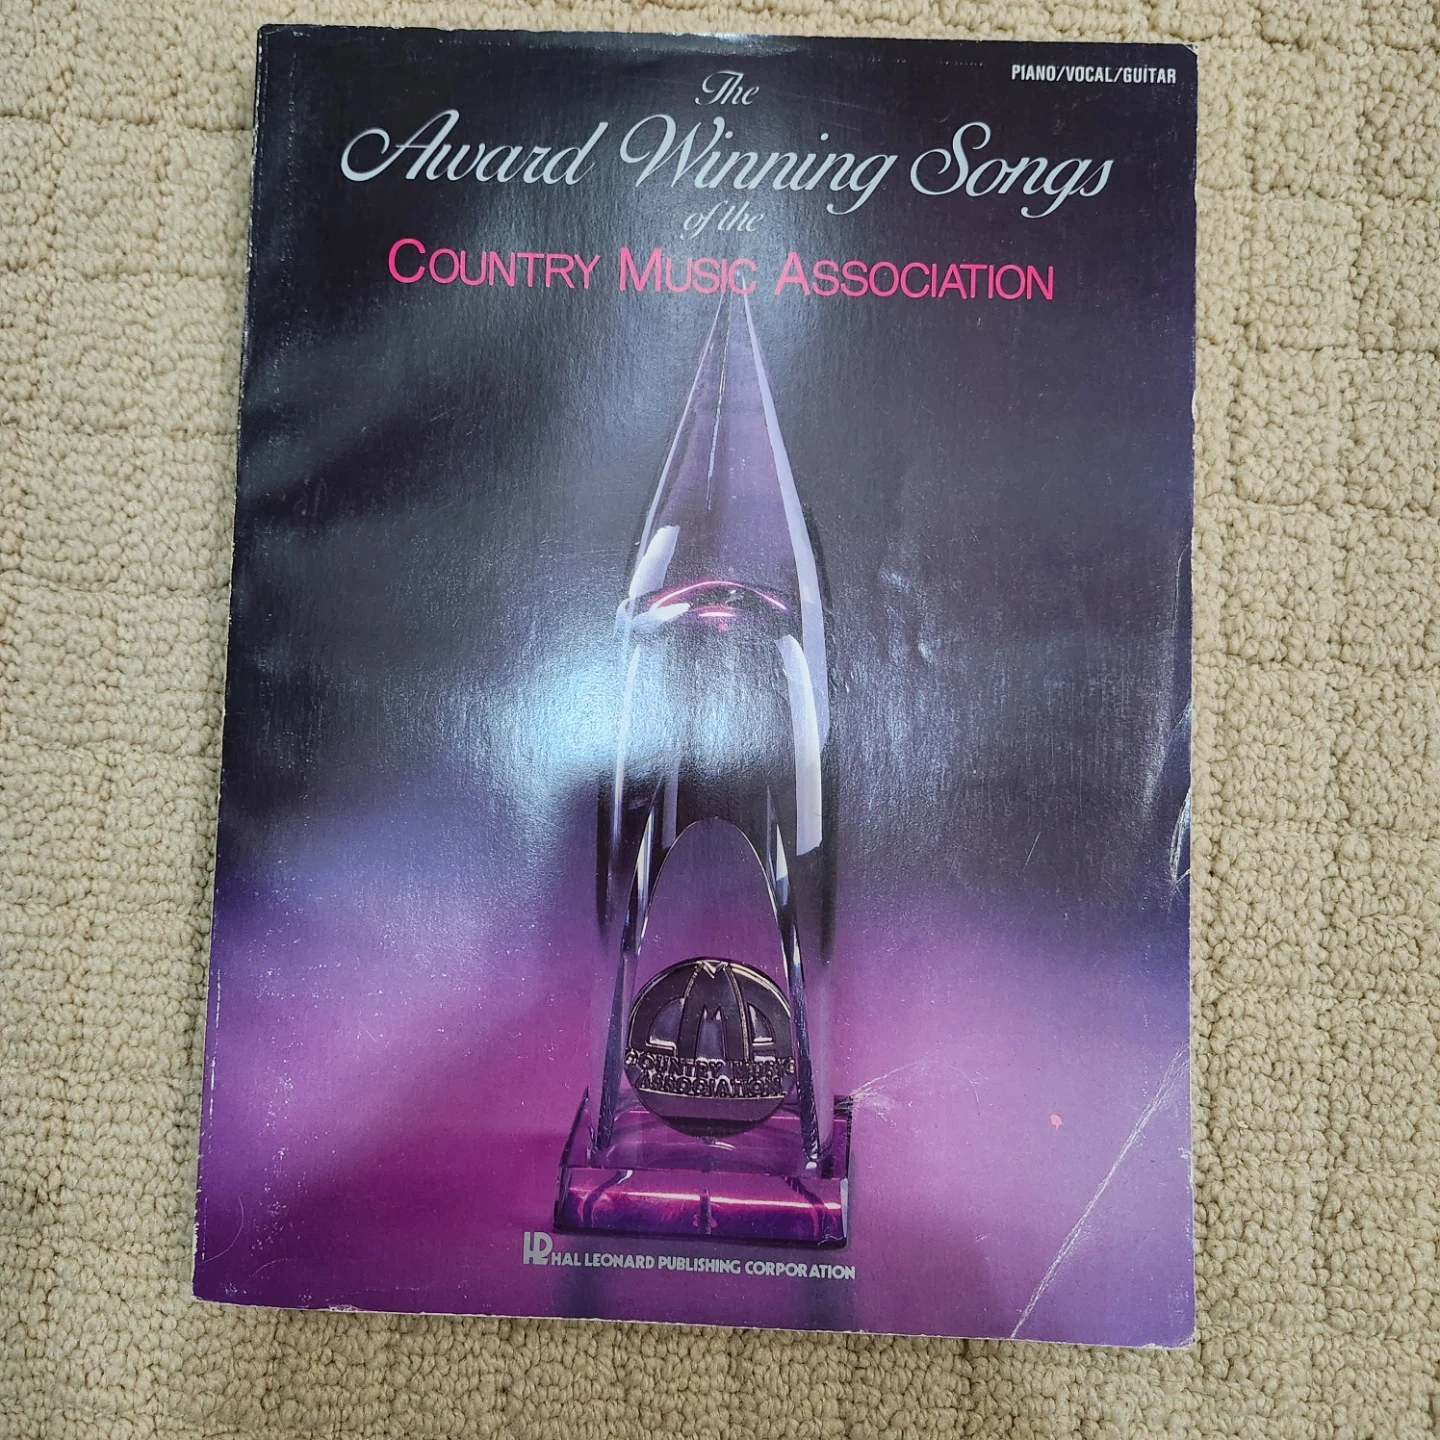 PIANO/VOCAL/GUITAR
The
Award Winning Songs
of the
COUNTRY MUSIC ASSOCIATION
CMA
COUNTRY MUSIC
ASSOCIATION
HL HAL LEONARD PUBLISHING CORPORATION